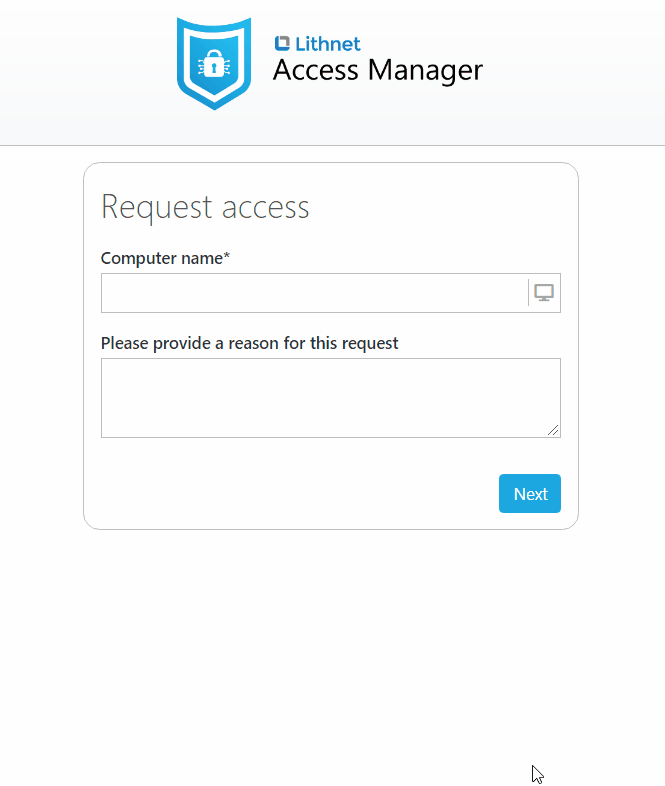 Lithnet
Access Manager
Request access
Computer name*
Please provide a reason for this request
Next